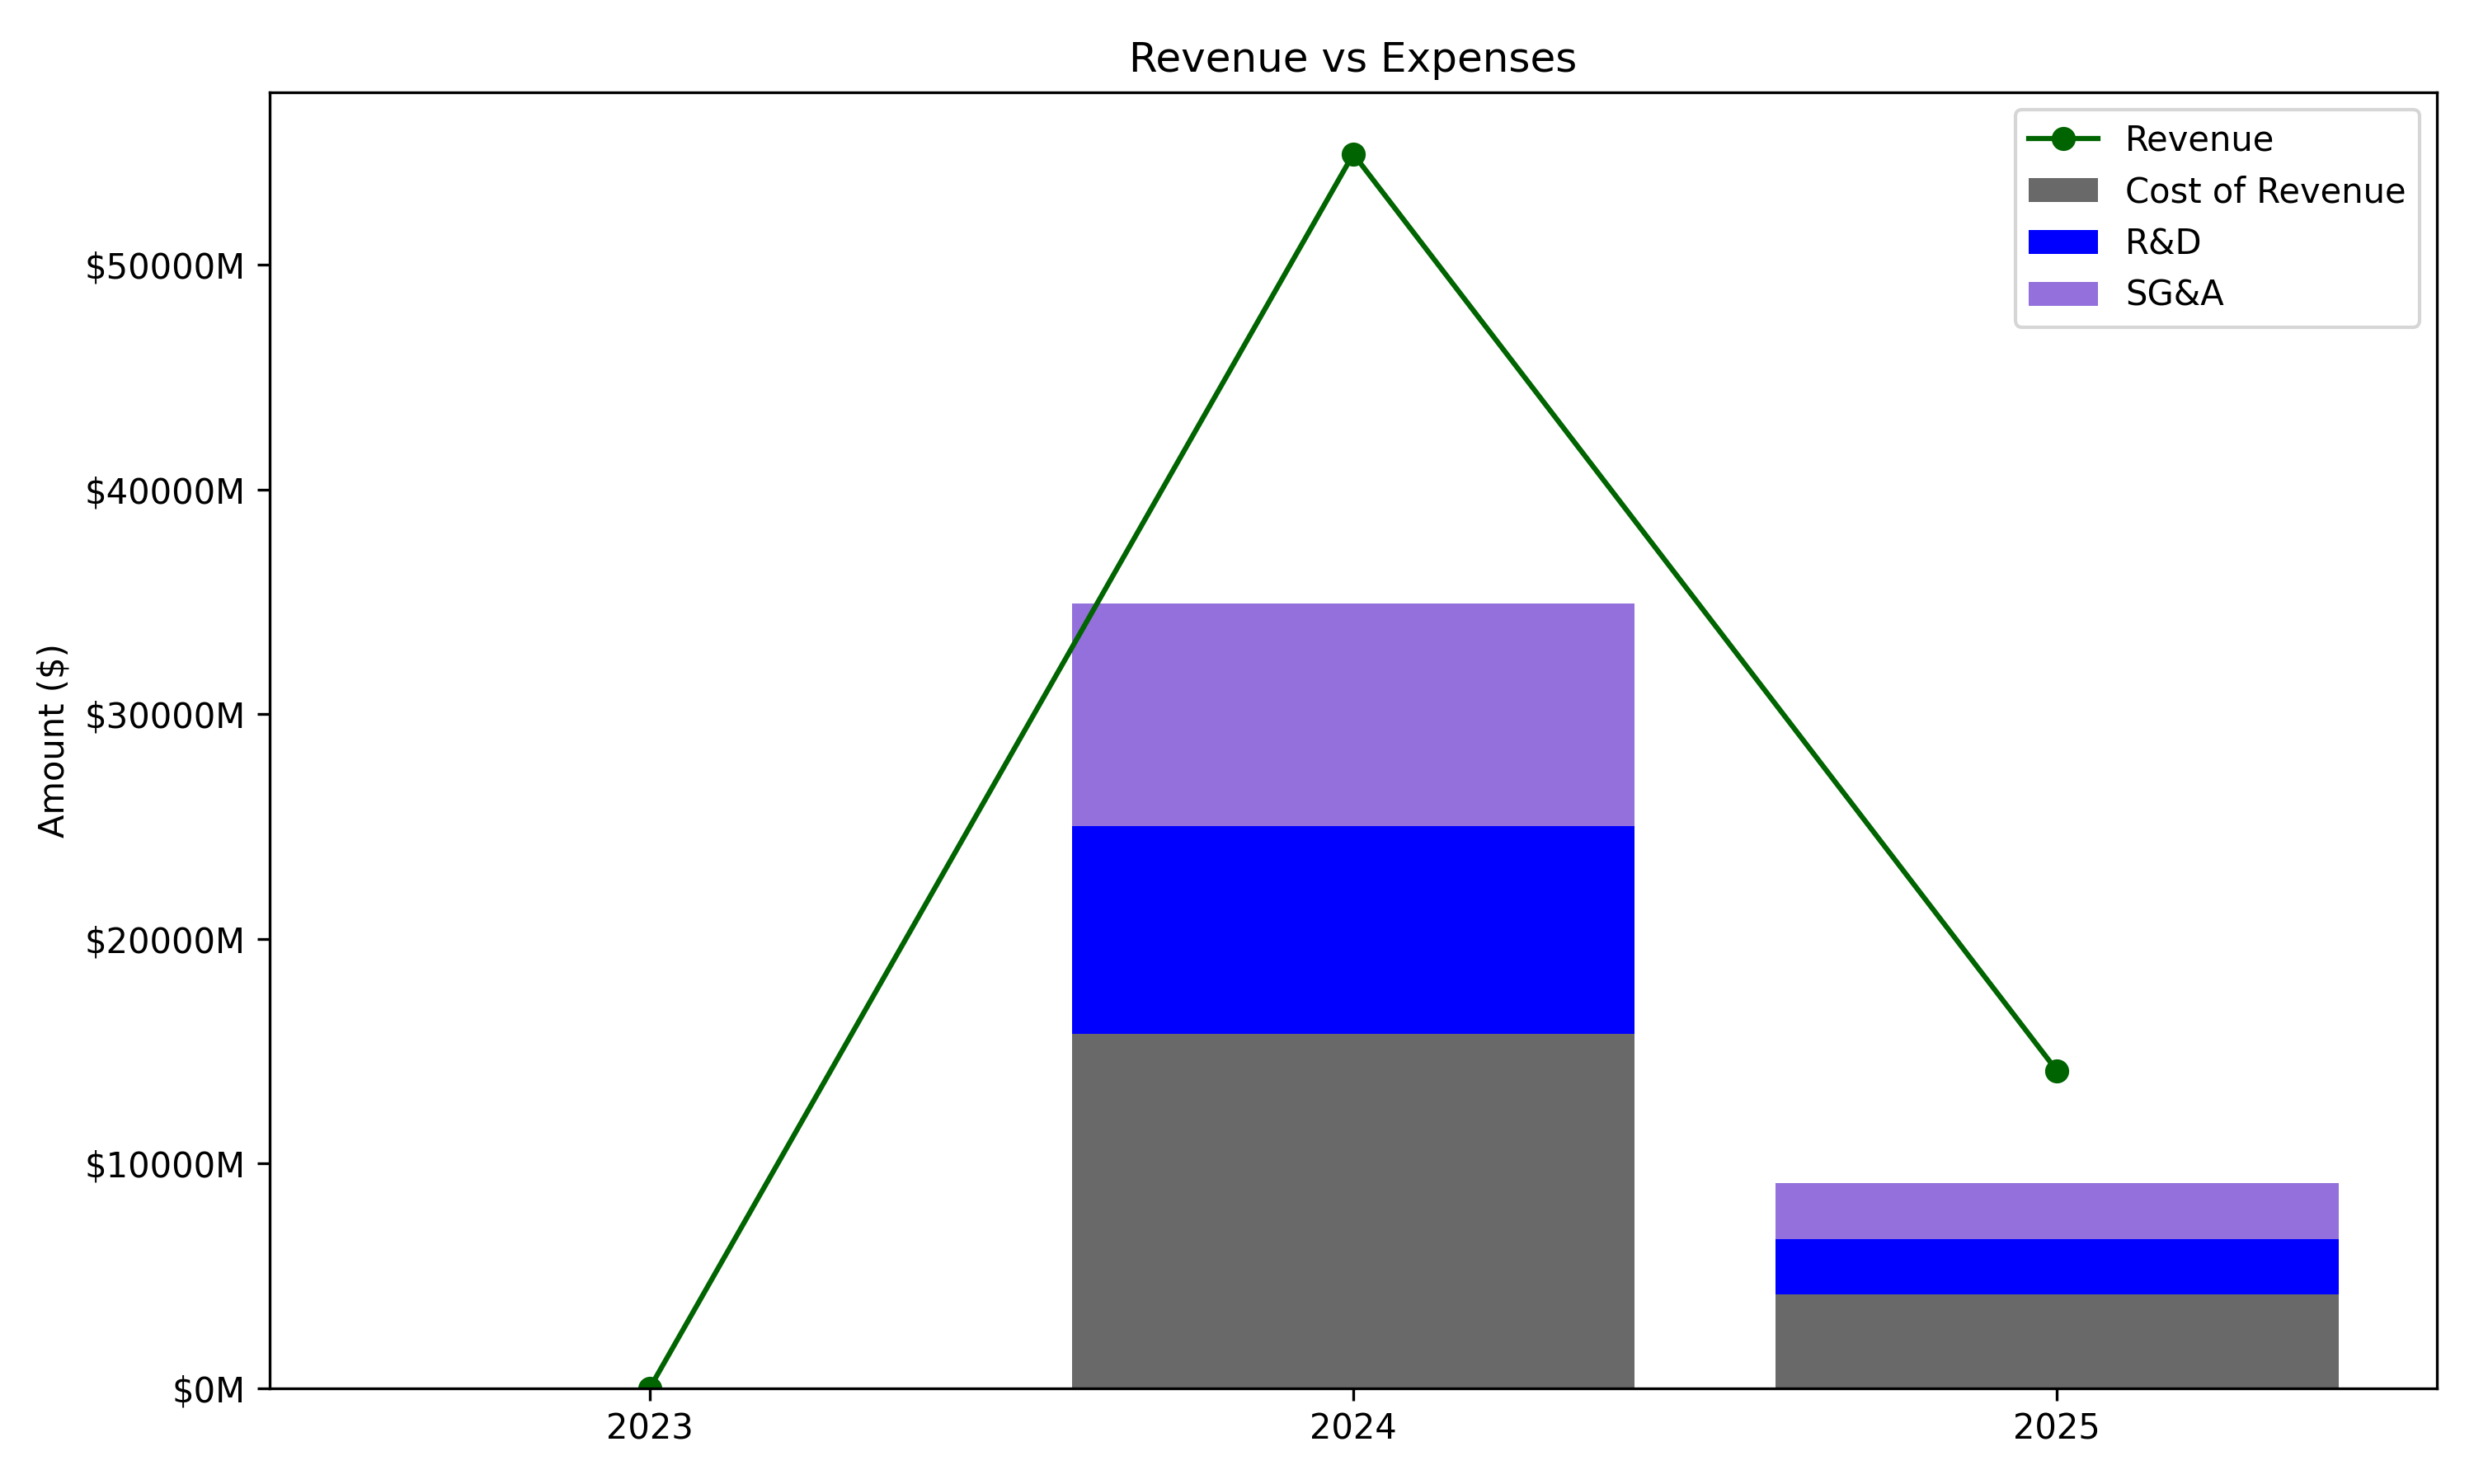 Revenue vs Expenses
Revenue
Cost of Revenue
R&D
SG&A
Amount ($)
$50000M
$40000M
$30000M
$20000M
$10000M
$0M
2023
2024
2025